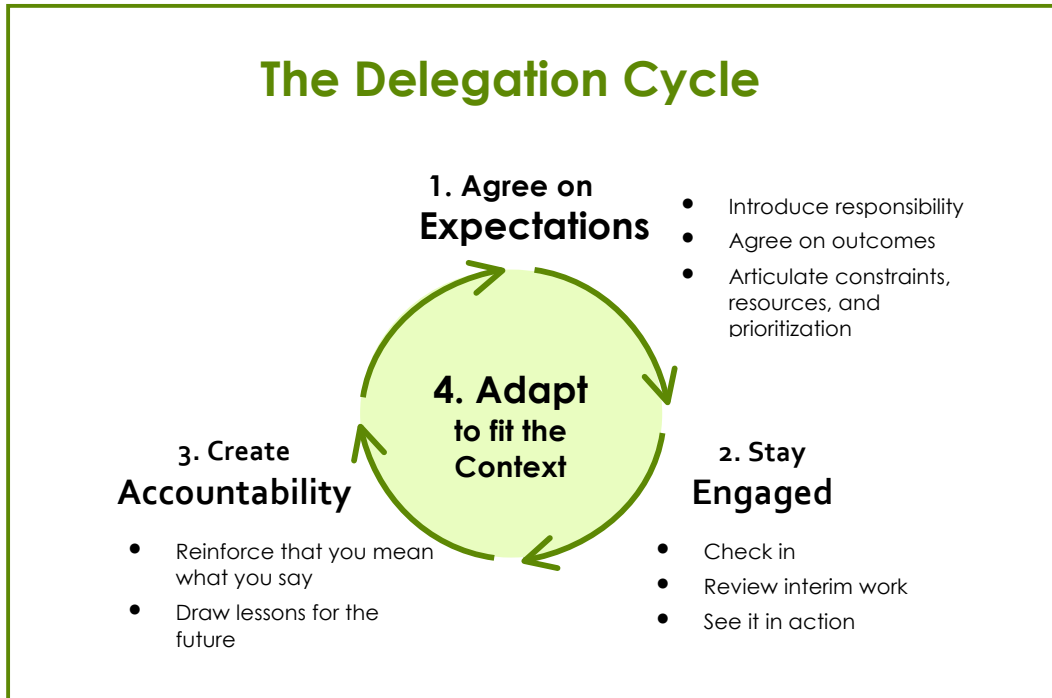 The Delegation Cycle
1. Agree on
Expectations
• Introduce responsibility
• Agree on outcomes
• Articulate constraints,
resources, and
prioritization
4. Adapt
to fit the
Context
2. Stay
Engaged
• Check in
• Review interim work
• See it in action
3. Create
Accountability
• Reinforce that you mean
what you say
• Draw lessons for the
future